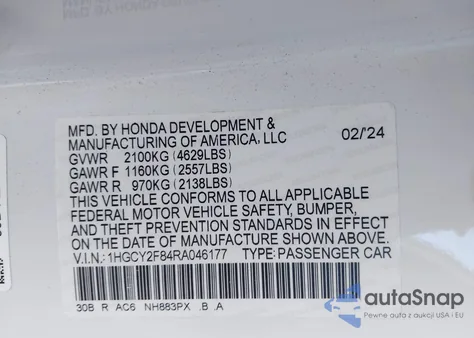 MFD. BY HONDA DEVELOPMENT &
MANUFACTURING OF AMERICA, LLC 02/24
GVWR 2100KG (4629LBS)
GAWR F 1160KG (2557LBS)
GAWR R 970KG (2138LBS)
THIS VEHICLE CONFORMS TO ALL APPLICABLE
FEDERAL MOTOR VEHICLE SAFETY, BUMPER,
AND THEFT PREVENTION STANDARDS IN EFFECT
ON THE DATE OF MANUFACTURE SHOWN ABOVE.
V.I.N.: 1HGCY2F84RA046177 TYPE: PASSENGER CAR
30B R AC6 NH883PX .B .A
autoSnap
Pewne auta z aukcji USA i EU